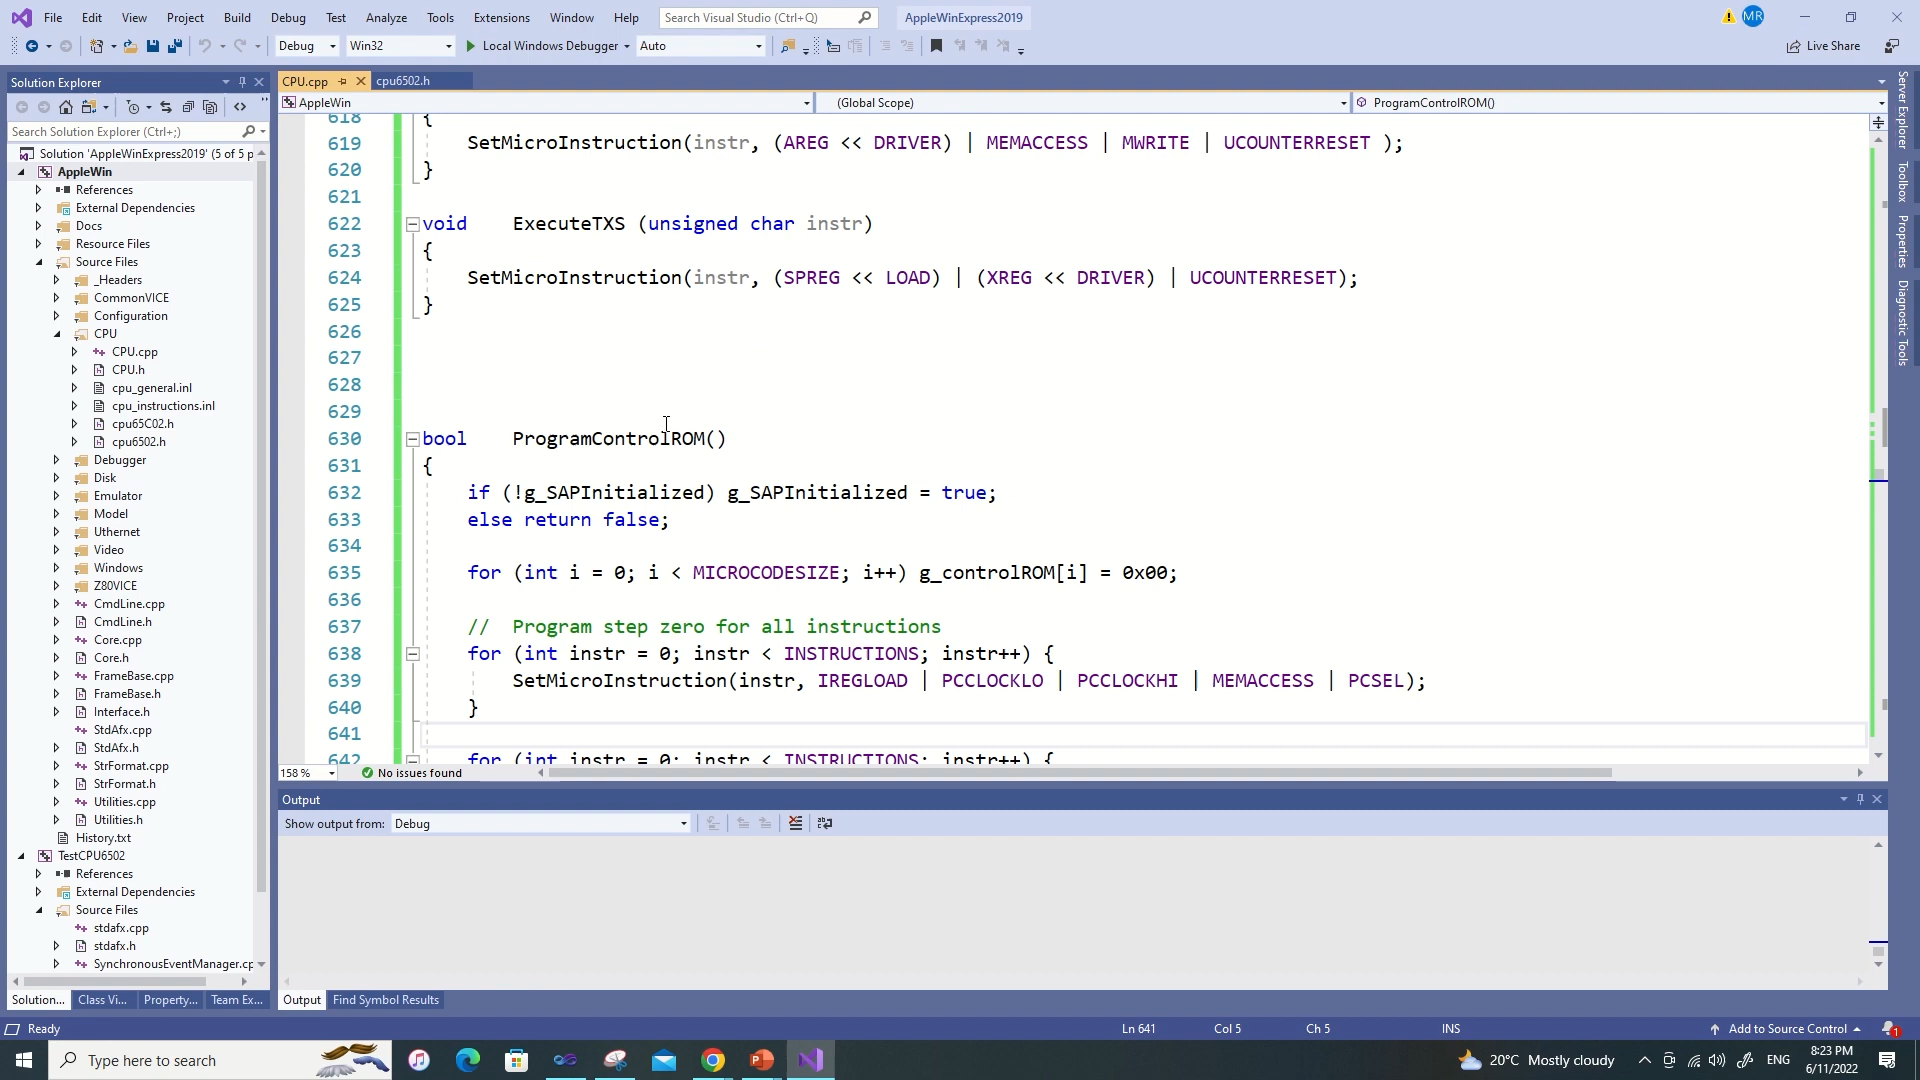 File Edit View Project Build Debug Test Analyze Tools Extensions Window Help Search Visual Studio (Ctrl+Q) AppleWinExpress2019 MR
Debug Win32 Local Windows Debugger Auto Live Share
Solution Explorer
Search Solution Explorer (Ctrl+;)
Solution 'AppleWinExpress2019' (5 of 5 p
AppleWin
References
External Dependencies
Docs
Resource Files
Source Files
_Headers
CommonVICE
Configuration
CPU
CPU.cpp
CPU.h
cpu_general.inl
cpu_instructions.inl
cpu65C02.h
cpu6502.h
Debugger
Disk
Emulator
Model
Uthernet
Video
Windows
Z80VICE
CmdLine.cpp
CmdLine.h
Core.cpp
Core.h
FrameBase.cpp
FrameBase.h
Interface.h
StdAfx.cpp
StdAfx.h
StrFormat.cpp
StrFormat.h
Utilities.cpp
Utilities.h
History.txt
TestCPU6502
References
External Dependencies
Source Files
stdafx.cpp
stdafx.h
SynchronousEventManager.cp
Solution... Class Vi... Property... Team Ex...
CPU.cpp cpu6502.h
AppleWin (Global Scope) ProgramControlROM()
618 {
619 SetMicroInstruction(instr, (AREG << DRIVER) | MEMACCESS | MWRITE | UCOUNTERRESET );
620 }
621
622 void ExecuteTXS (unsigned char instr)
623 {
624 SetMicroInstruction(instr, (SPREG << LOAD) | (XREG << DRIVER) | UCOUNTERRESET);
625 }
626
627
628
629
630 bool ProgramControlROM()
631 {
632 if (!g_SAPInitialized) g_SAPInitialized = true;
633 else return false;
634
635 for (int i = 0; i < MICROCODESIZE; i++) g_controlROM[i] = 0x00;
636
637 // Program step zero for all instructions
638 for (int instr = 0; instr < INSTRUCTIONS; instr++) {
639 SetMicroInstruction(instr, IREGLOAD | PCCLOCKLO | PCCLOCKHI | MEMACCESS | PCSEL);
640 }
641
642 for (int instr = 0; instr < INSTRUCTIONS; instr++) {
158 % No issues found
Output
Show output from: Debug
Output Find Symbol Results
Server Explorer
Toolbox
Properties
Diagnostic Tools
Ready Ln 641 Col 5 Ch 5 INS Add to Source Control 1
Type here to search 20°C Mostly cloudy ENG 8:23 PM
6/11/2022